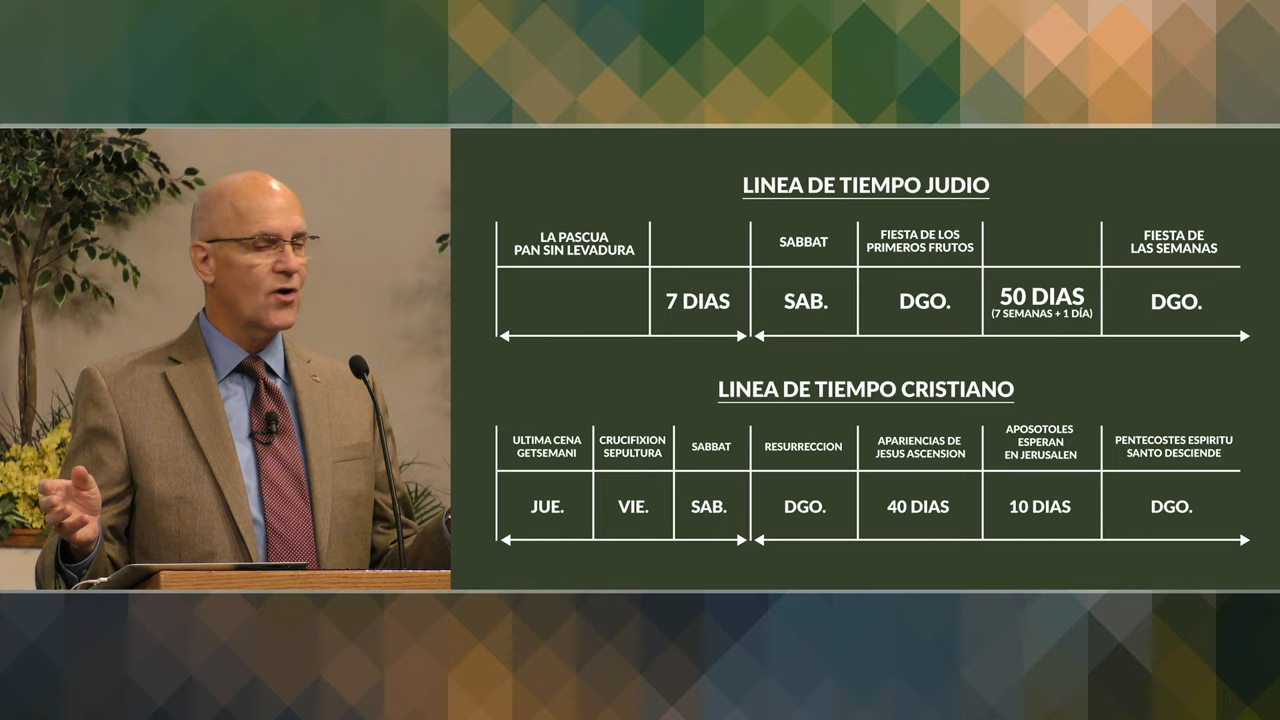 LINEA DE TIEMPO JUDIO
LA PASCUA
PAN SIN LEVADURA
SABBAT
FIESTA DE LOS
PRIMEROS FRUTOS
FIESTA DE
LAS SEMANAS
7 DIAS
SAB.
DGO.
50 DIAS
(7 SEMANAS + 1 DÍA)
DGO.
LINEA DE TIEMPO CRISTIANO
ULTIMA CENA
GETSEMANI
CRUCIFIXION
SEPULTURA
SABBAT
RESURRECCION
APARIENCIAS DE
JESUS ASCENSION
APOSOTOLES
ESPERAN
EN JERUSALEN
PENTECOSTES ESPIRITU
SANTO DESCIENDE
JUE.
VIE.
SAB.
DGO.
40 DIAS
10 DIAS
DGO.